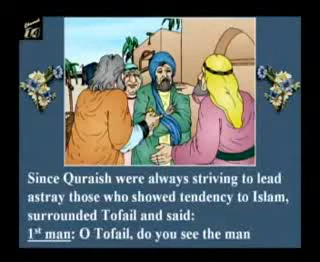 Since Quraish were always striving to lead
astray those who showed tendency to Islam,
surrounded Tofail and said:
1st man: O Tofail, do you see the man